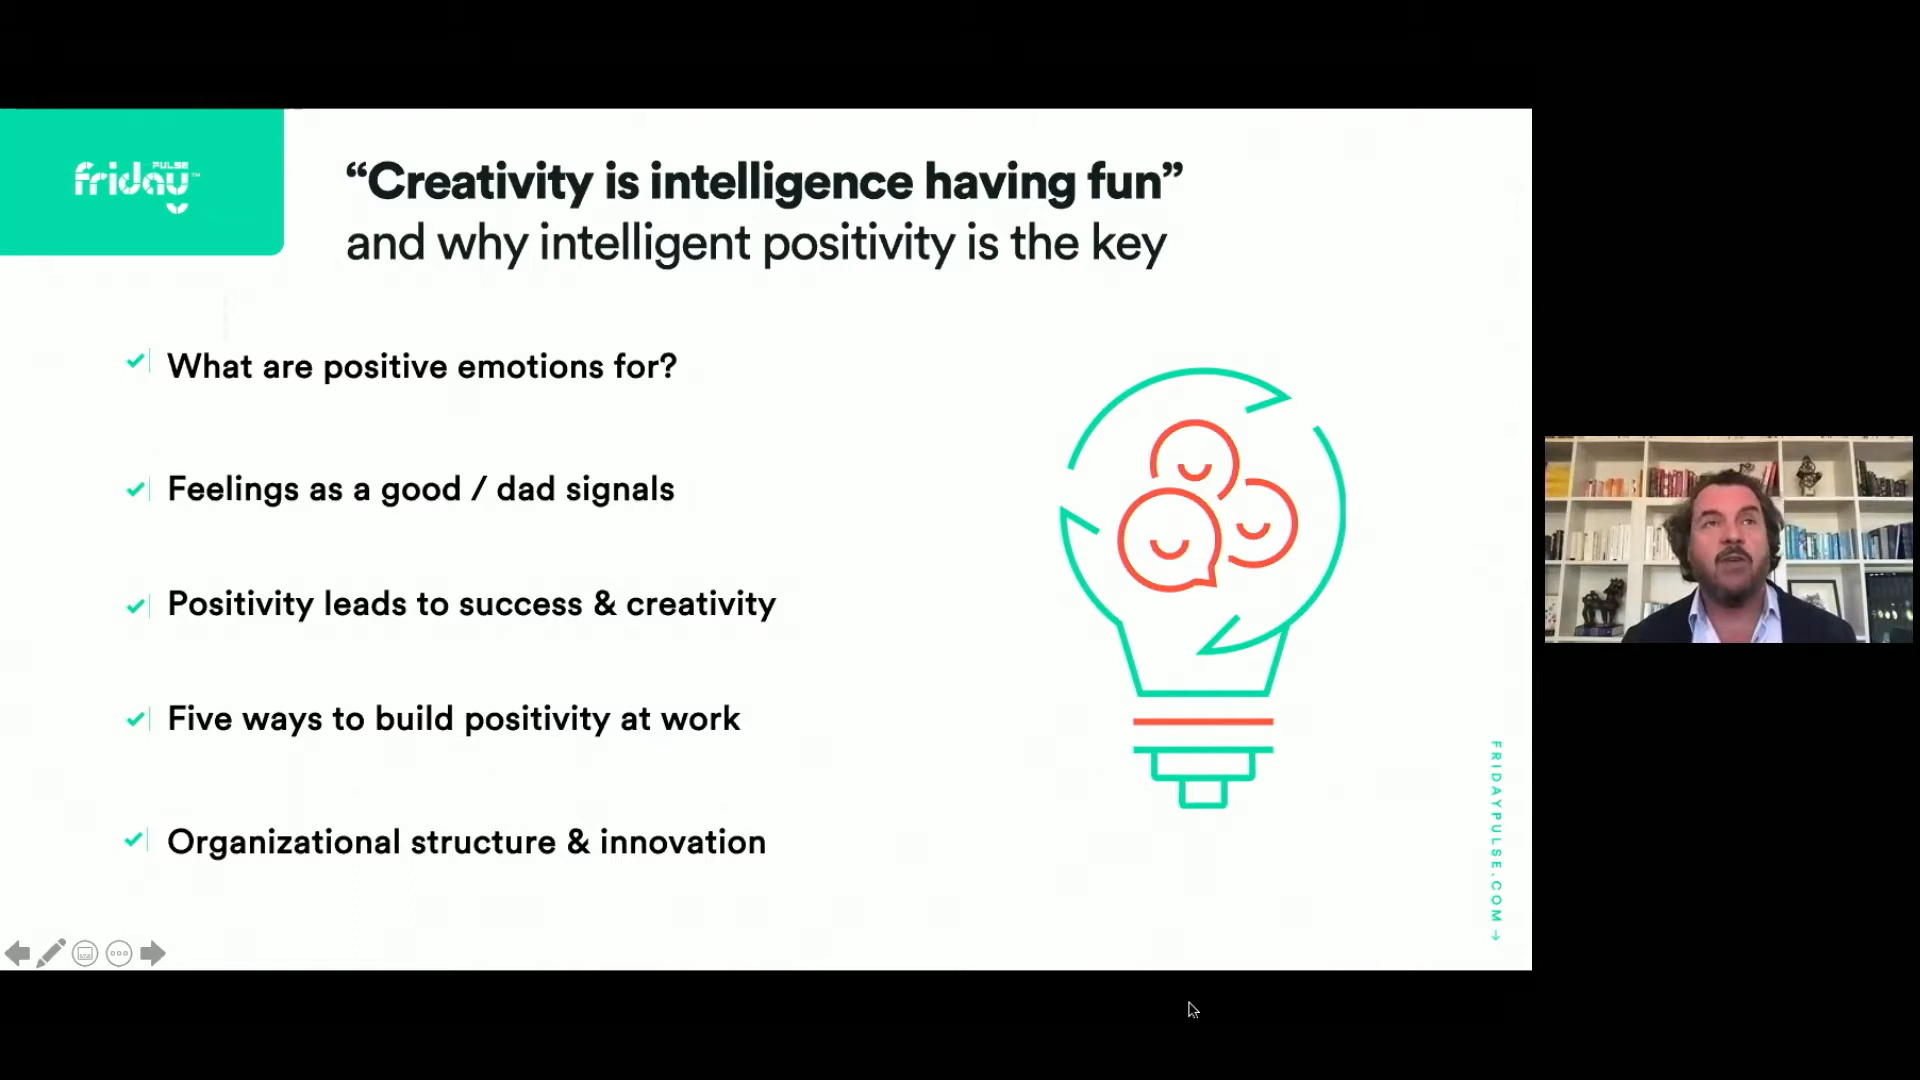 PULSE
friday™
“Creativity is intelligence having fun”
and why intelligent positivity is the key
What are positive emotions for?
Feelings as a good / dad signals
Positivity leads to success & creativity
Five ways to build positivity at work
Organizational structure & innovation
FRIDAYPULSE.COM →